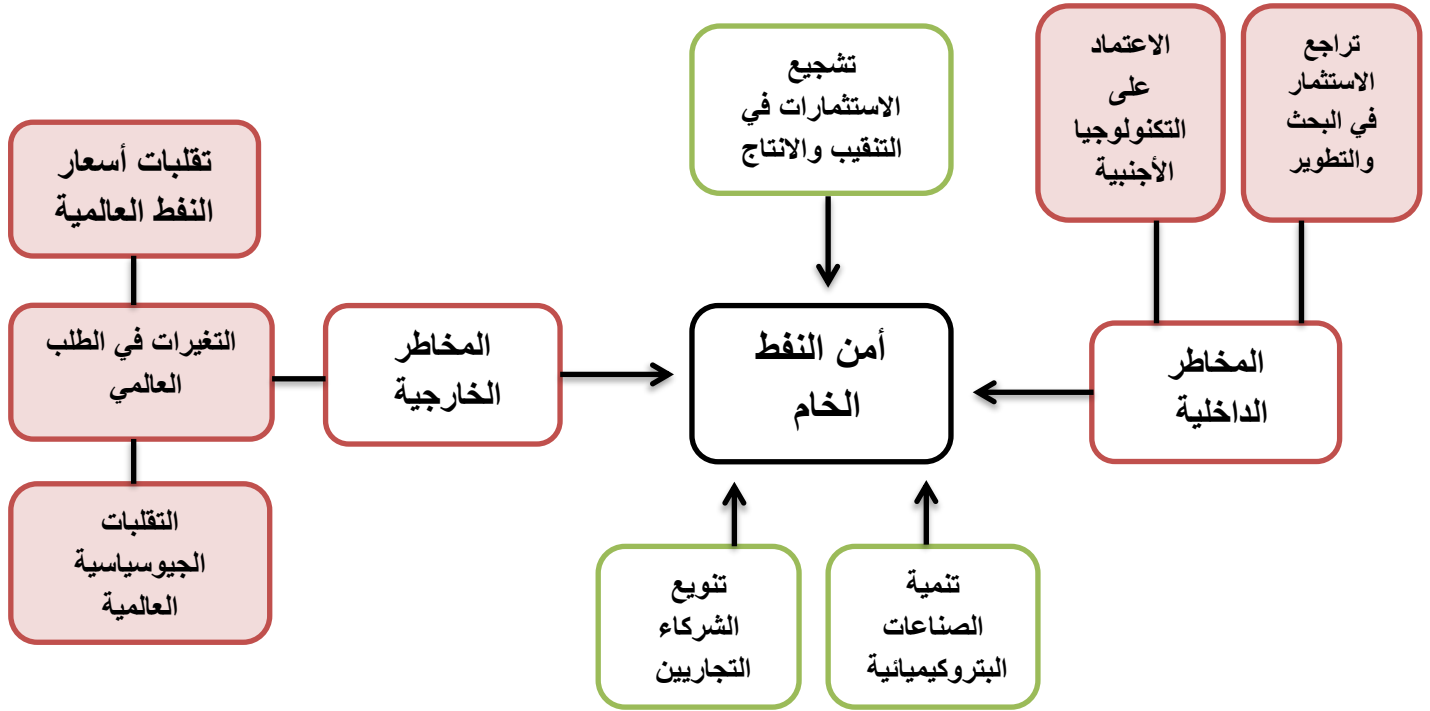 تراجع
الاستثمار
في البحث
والتطوير
الاعتماد
على
التكنولوجيا
الأجنبية
تشجيع
الاستثمارات في
التنقيب والانتاج
تقلبات أسعار
النفط العالمية
المخاطر
الداخلية
أمن النفط
الخام
المخاطر
الخارجية
التغيرات في الطلب
العالمي
التقلبات
الجيوسياسية
العالمية
تنمية
الصناعات
البتروكيميائية
تنويع
الشركاء
التجاريين